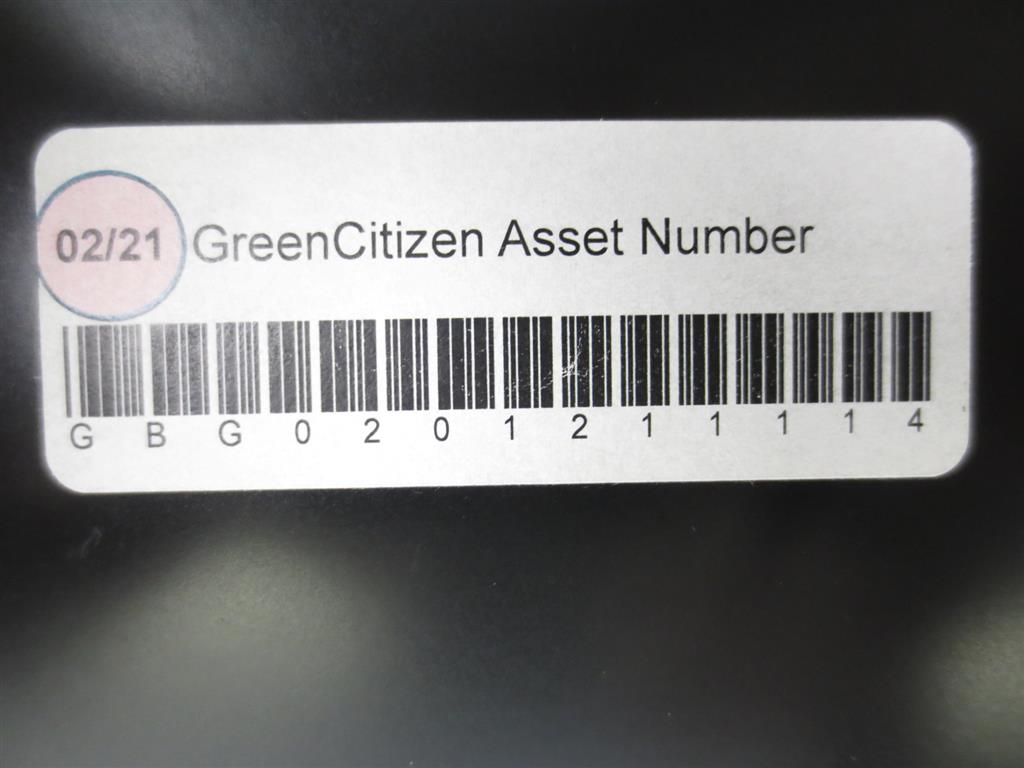 02/21 GreenCitizen Asset Number
G B G 0 2 0 1 2 1 1 1 1 4